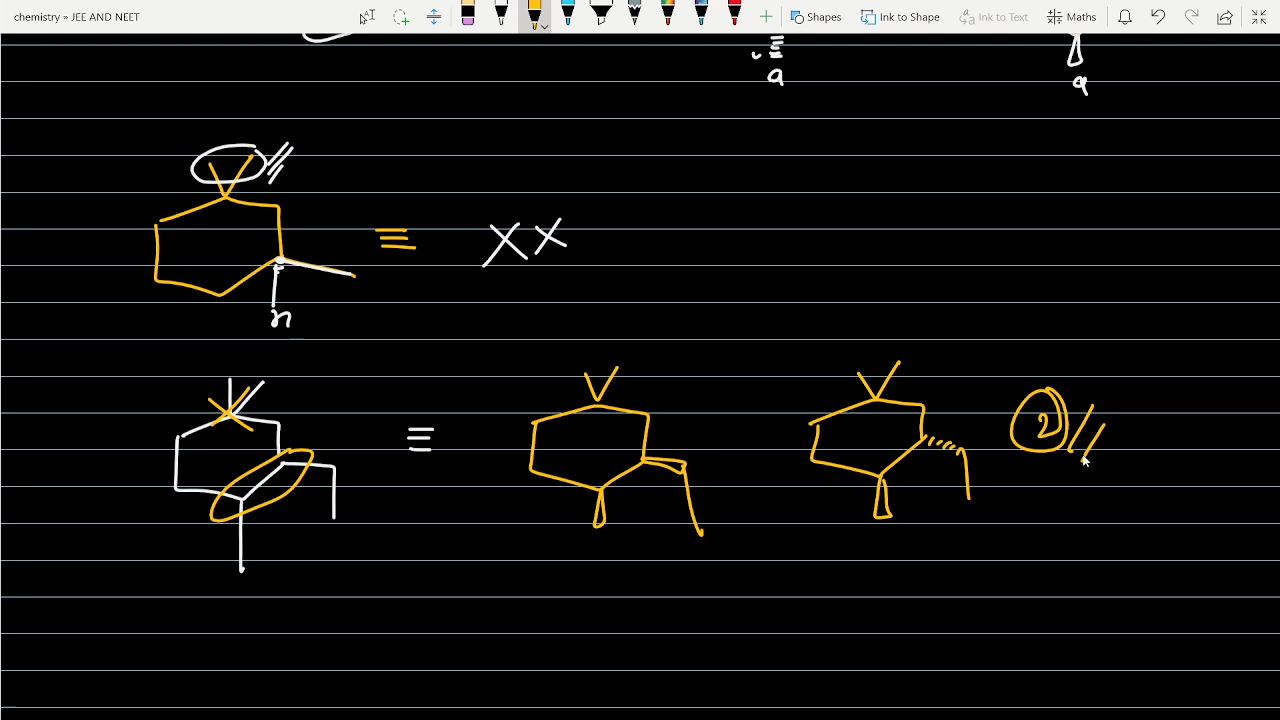 chemistry » JEE AND NEET
Shapes
Ink to Shape
Ink to Text
Maths
a
a
≡ X X
≡
2